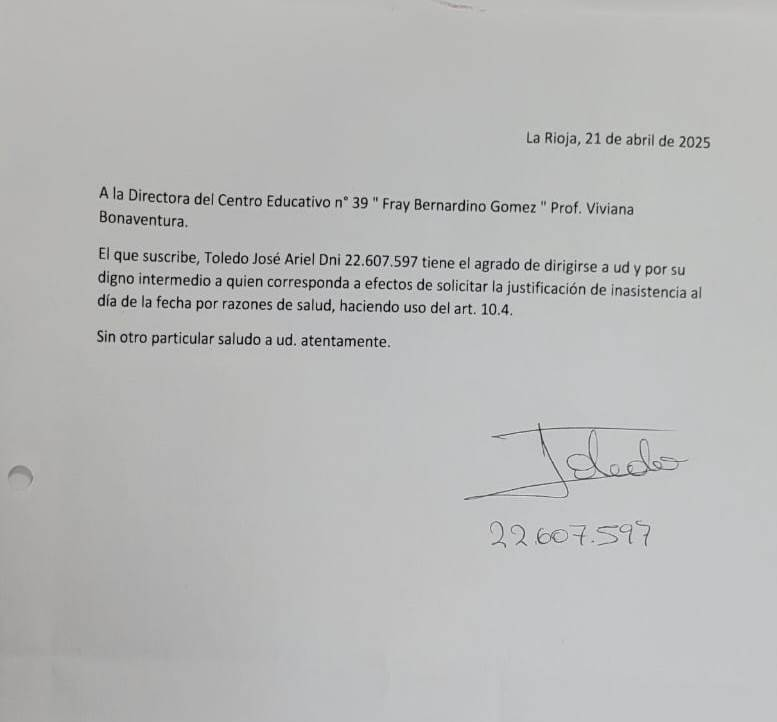 La Rioja, 21 de abril de 2025
A la Directora del Centro Educativo n° 39 " Fray Bernardino Gomez " Prof. Viviana
Bonaventura.
El que suscribe, Toledo José Ariel Dni 22.607.597 tiene el agrado de dirigirse a ud y por su
digno intermedio a quien corresponda a efectos de solicitar la justificación de inasistencia al
día de la fecha por razones de salud, haciendo uso del art. 10.4.
Sin otro particular saludo a ud. atentamente.
Toledo
22.607.597